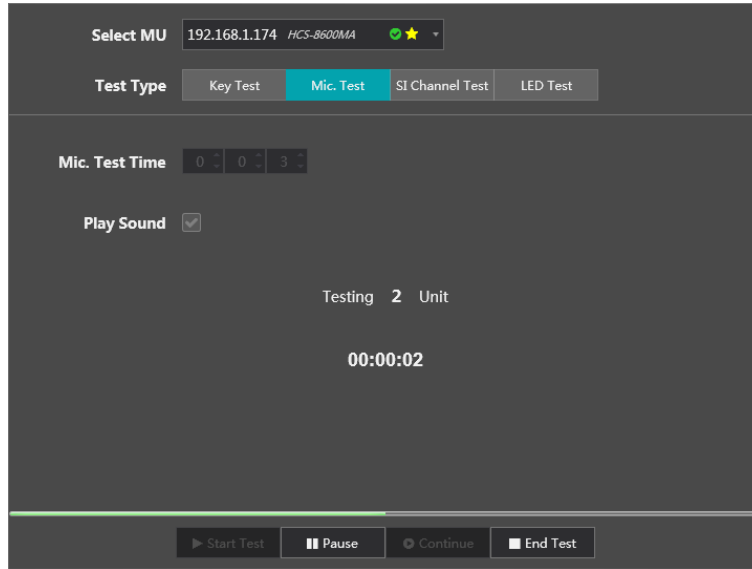 Select MU 192.168.1.174 HCS-8600MA
Test Type Key Test Mic. Test SI Channel Test LED Test
Mic. Test Time 0 0 3
Play Sound
Testing 2 Unit
00:00:02
Start Test Pause Continue End Test